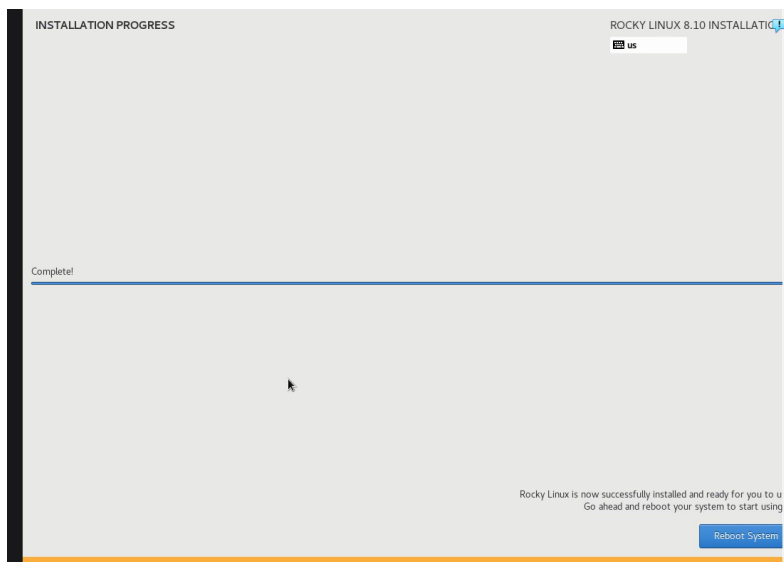 INSTALLATION PROGRESS
ROCKY LINUX 8.10 INSTALLATIO
us
Complete!
Rocky Linux is now successfully installed and ready for you to u
Go ahead and reboot your system to start using
Reboot System